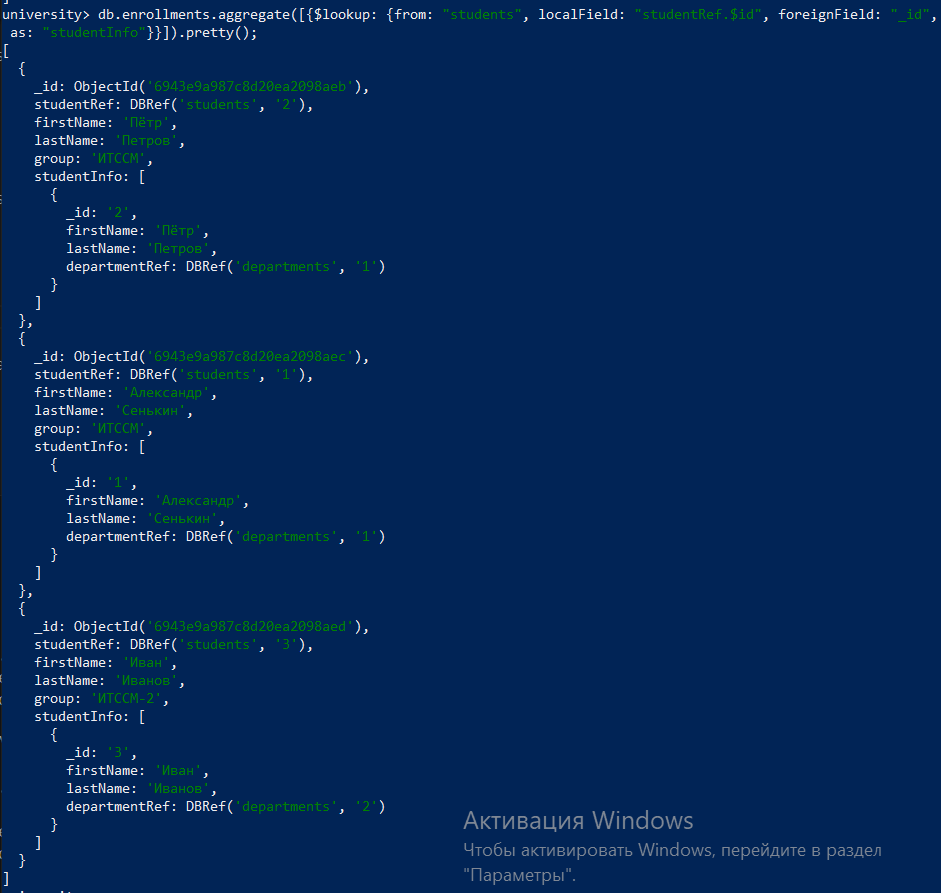 university> db.enrollments.aggregate([{$lookup: {from: "students", localField: "studentRef.$id", foreignField: "_id",
as: "studentInfo"}}]).pretty();
[
{
_id: ObjectId('6943e9a987c8d20ea2098aeb'),
studentRef: DBRef('students', '2'),
firstName: 'Пётр',
lastName: 'Петров',
group: 'ИТССМ',
studentInfo: [
{
_id: '2',
firstName: 'Пётр',
lastName: 'Петров',
departmentRef: DBRef('departments', '1')
}
]
},
{
_id: ObjectId('6943e9a987c8d20ea2098aec'),
studentRef: DBRef('students', '1'),
firstName: 'Александр',
lastName: 'Сенькин',
group: 'ИТССМ',
studentInfo: [
{
_id: '1',
firstName: 'Александр',
lastName: 'Сенькин',
departmentRef: DBRef('departments', '1')
}
]
},
{
_id: ObjectId('6943e9a987c8d20ea2098aed'),
studentRef: DBRef('students', '3'),
firstName: 'Иван',
lastName: 'Иванов',
group: 'ИТССМ-2',
studentInfo: [
{
_id: '3',
firstName: 'Иван',
lastName: 'Иванов',
departmentRef: DBRef('departments', '2')
}
]
}
]
Активация Windows
Чтобы активировать Windows, перейдите в раздел
"Параметры".